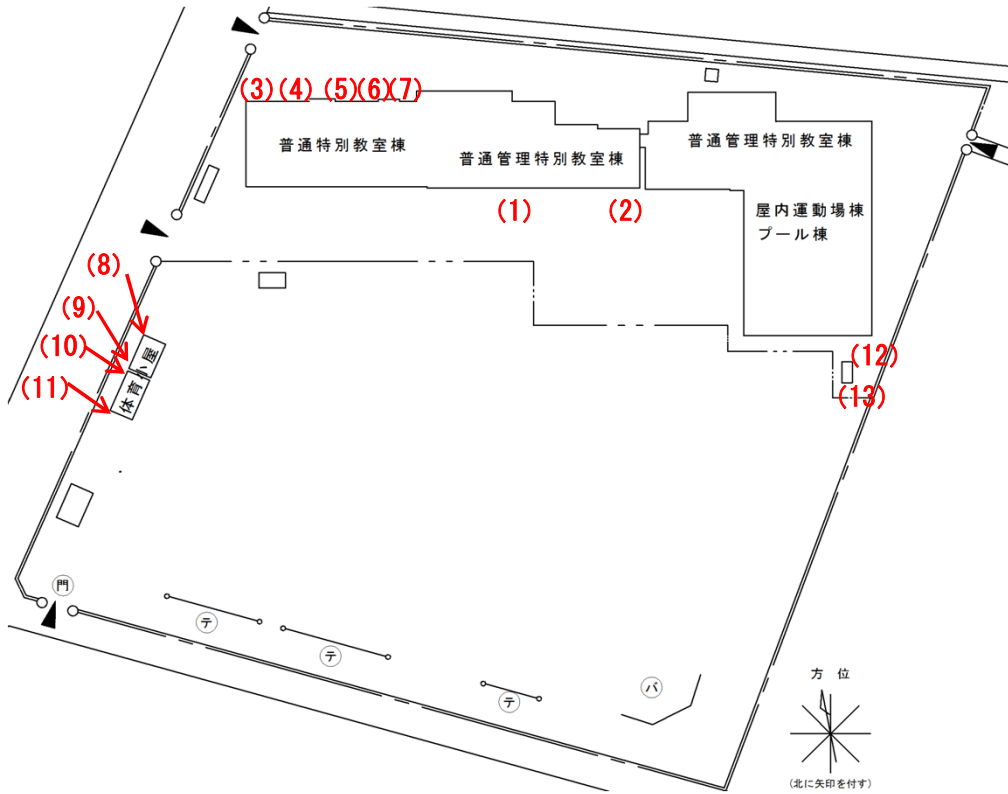 (3)
(4)
(5)
(6)
(7)
普通特別教室棟
普通管理特別教室棟
普通管理特別教室棟
屋内運動場棟
プール棟
(1)
(2)
(8)
(9)
(10)
(11)
体育小屋
(12)
(13)
門
テ
テ
テ
バ
方位
(北に矢印を付す)